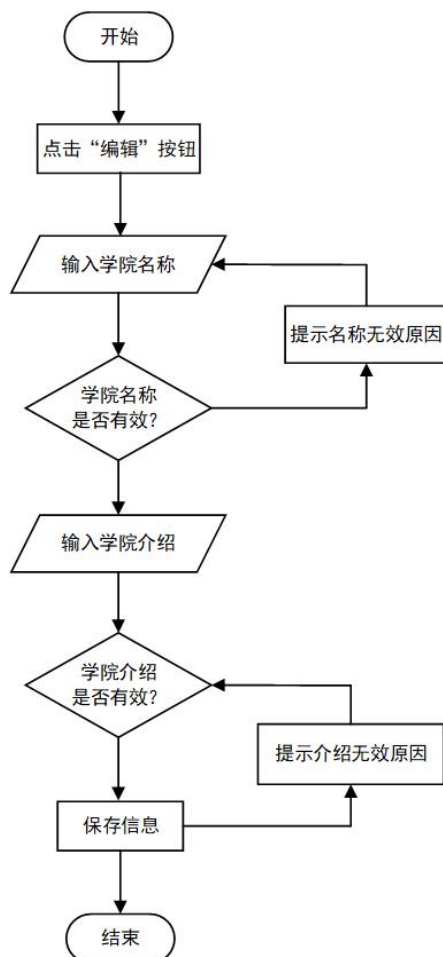 开始
点击“编辑”按钮
输入学院名称
提示名称无效原因
学院名称
是否有效？
输入学院介绍
学院介绍
是否有效？
提示介绍无效原因
保存信息
结束